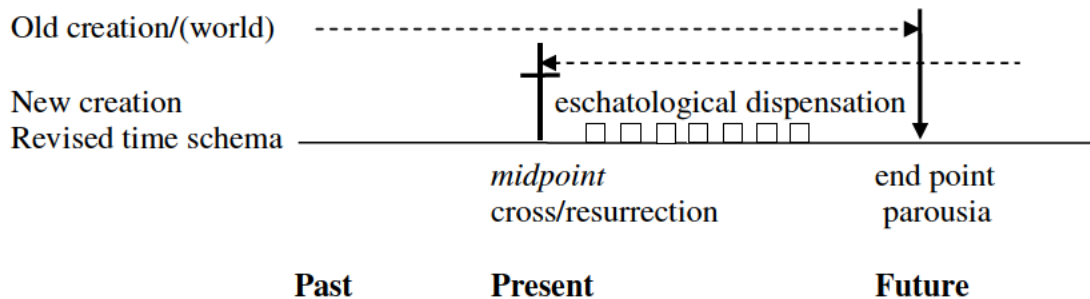 Old creation/(world)
New creation eschatological dispensation
Revised time schema
midpoint end point
cross/resurrection parousia
Past Present Future